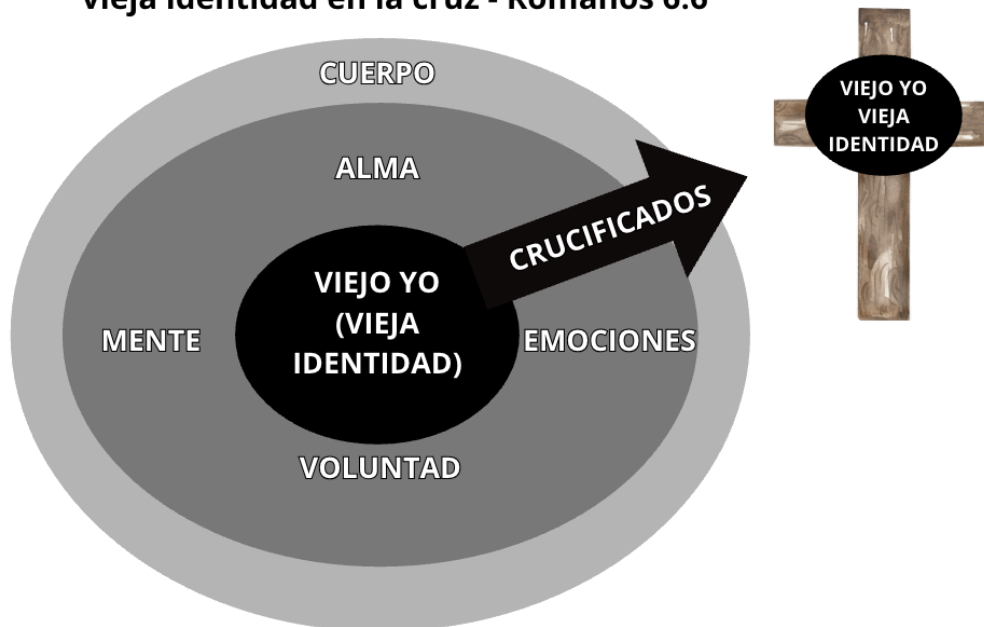 vieja identidad en la cruz - Romanos 6:6
CUERPO
ALMA
MENTE
VIEJO YO
(VIEJA
IDENTIDAD)
EMOCIONES
VOLUNTAD
CRUCIFICADOS
VIEJO YO
VIEJA
IDENTIDAD